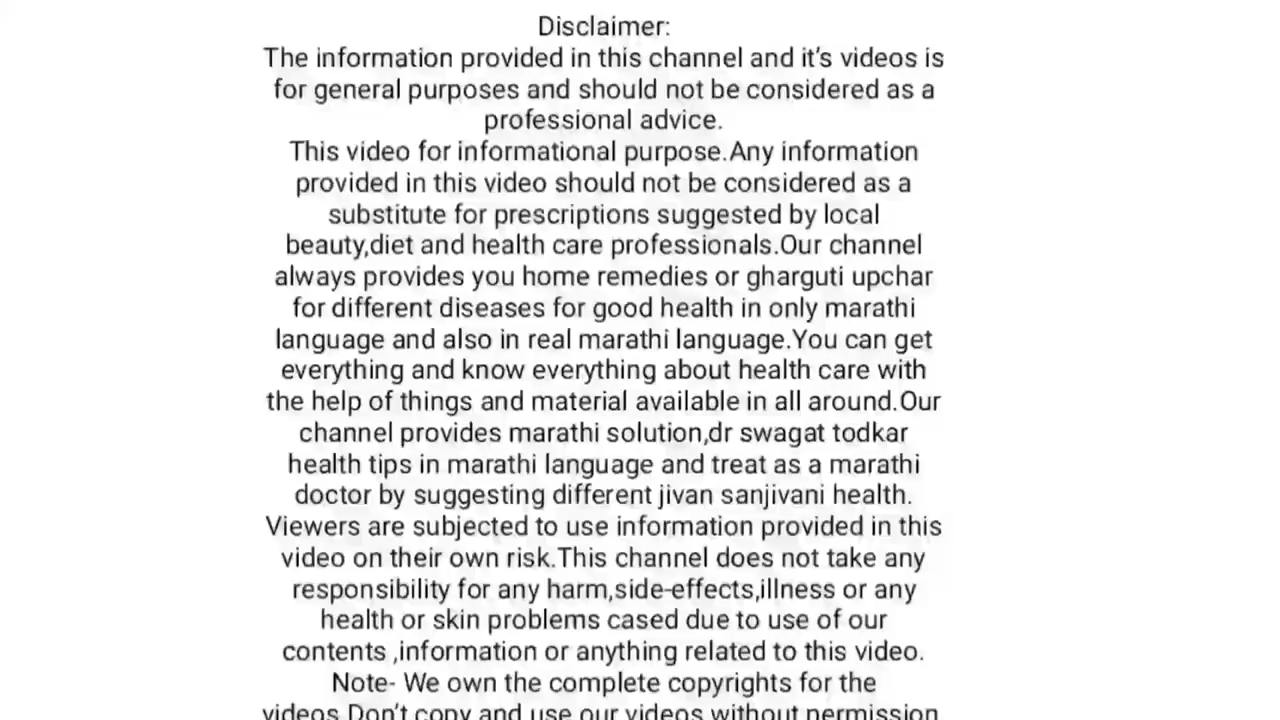 Disclaimer:
The information provided in this channel and it's videos is
for general purposes and should not be considered as a
professional advice.
This video for informational purpose.Any information
provided in this video should not be considered as a
substitute for prescriptions suggested by local
beauty,diet and health care professionals.Our channel
always provides you home remedies or gharguti upchar
for different diseases for good health in only marathi
language and also in real marathi language.You can get
everything and know everything about health care with
the help of things and material available in all around.Our
channel provides marathi solution,dr swagat todkar
health tips in marathi language and treat as a marathi
doctor by suggesting different jivan sanjivani health.
Viewers are subjected to use information provided in this
video on their own risk.This channel does not take any
responsibility for any harm,side-effects,illness or any
health or skin problems cased due to use of our
contents ,information or anything related to this video.
Note- We own the complete copyrights for the
videos.Don't copy and use our videos without permission